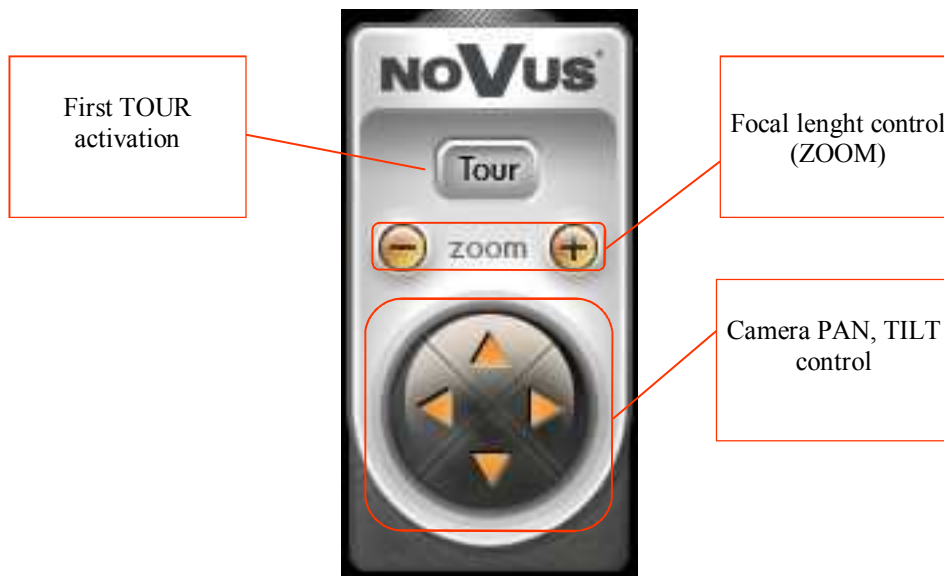 NOVUS
First TOUR
activation
Tour
Focal lenght control
(ZOOM)
zoom
Camera PAN, TILT
control